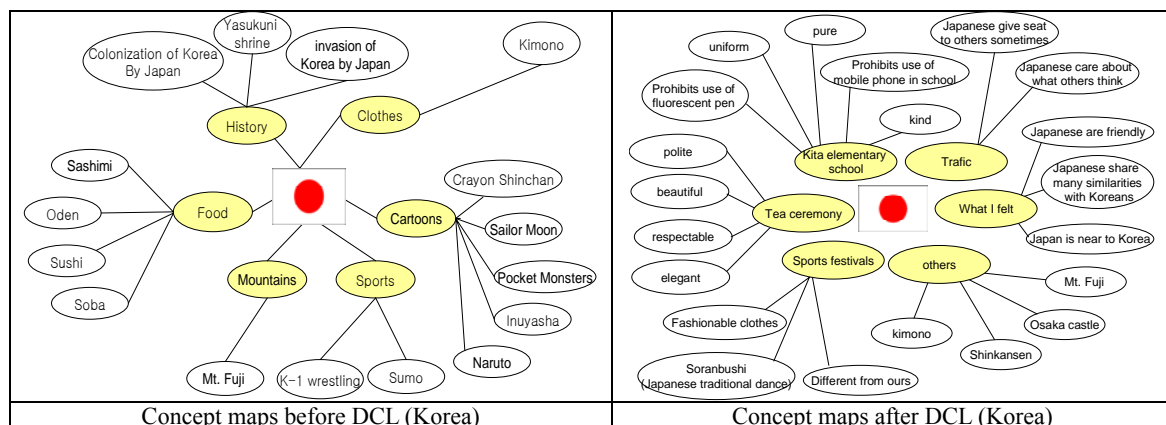 Yasukuni
shrine
Colonization of Korea
By Japan
invasion of
Korea by Japan
Kimono
History
Clothes
Sashimi
Oden
Sushi
Soba
Food
Crayon Shinchan
Cartoons
Sailor Moon
Pocket Monsters
Inuyasha
Naruto
Mountains
Sports
Mt. Fuji
K-1 wrestling
Sumo
Concept maps before DCL (Korea)
pure
uniform
Japanese give seat
to others sometimes
Prohibits use of
mobile phone in school
Japanese care about
what others think
Prohibits use of
fluorescent pen
kind
Kita elementary
school
Trafic
Japanese are friendly
polite
beautiful
respectable
elegant
Tea ceremony
What I felt
Japanese share
many similarities
with Koreans
Japan is near to Korea
Sports festivals
others
Mt. Fuji
Osaka castle
Shinkansen
kimono
Fashionable clothes
Soranbushi
(Japanese traditional dance)
Different from ours
Concept maps after DCL (Korea)